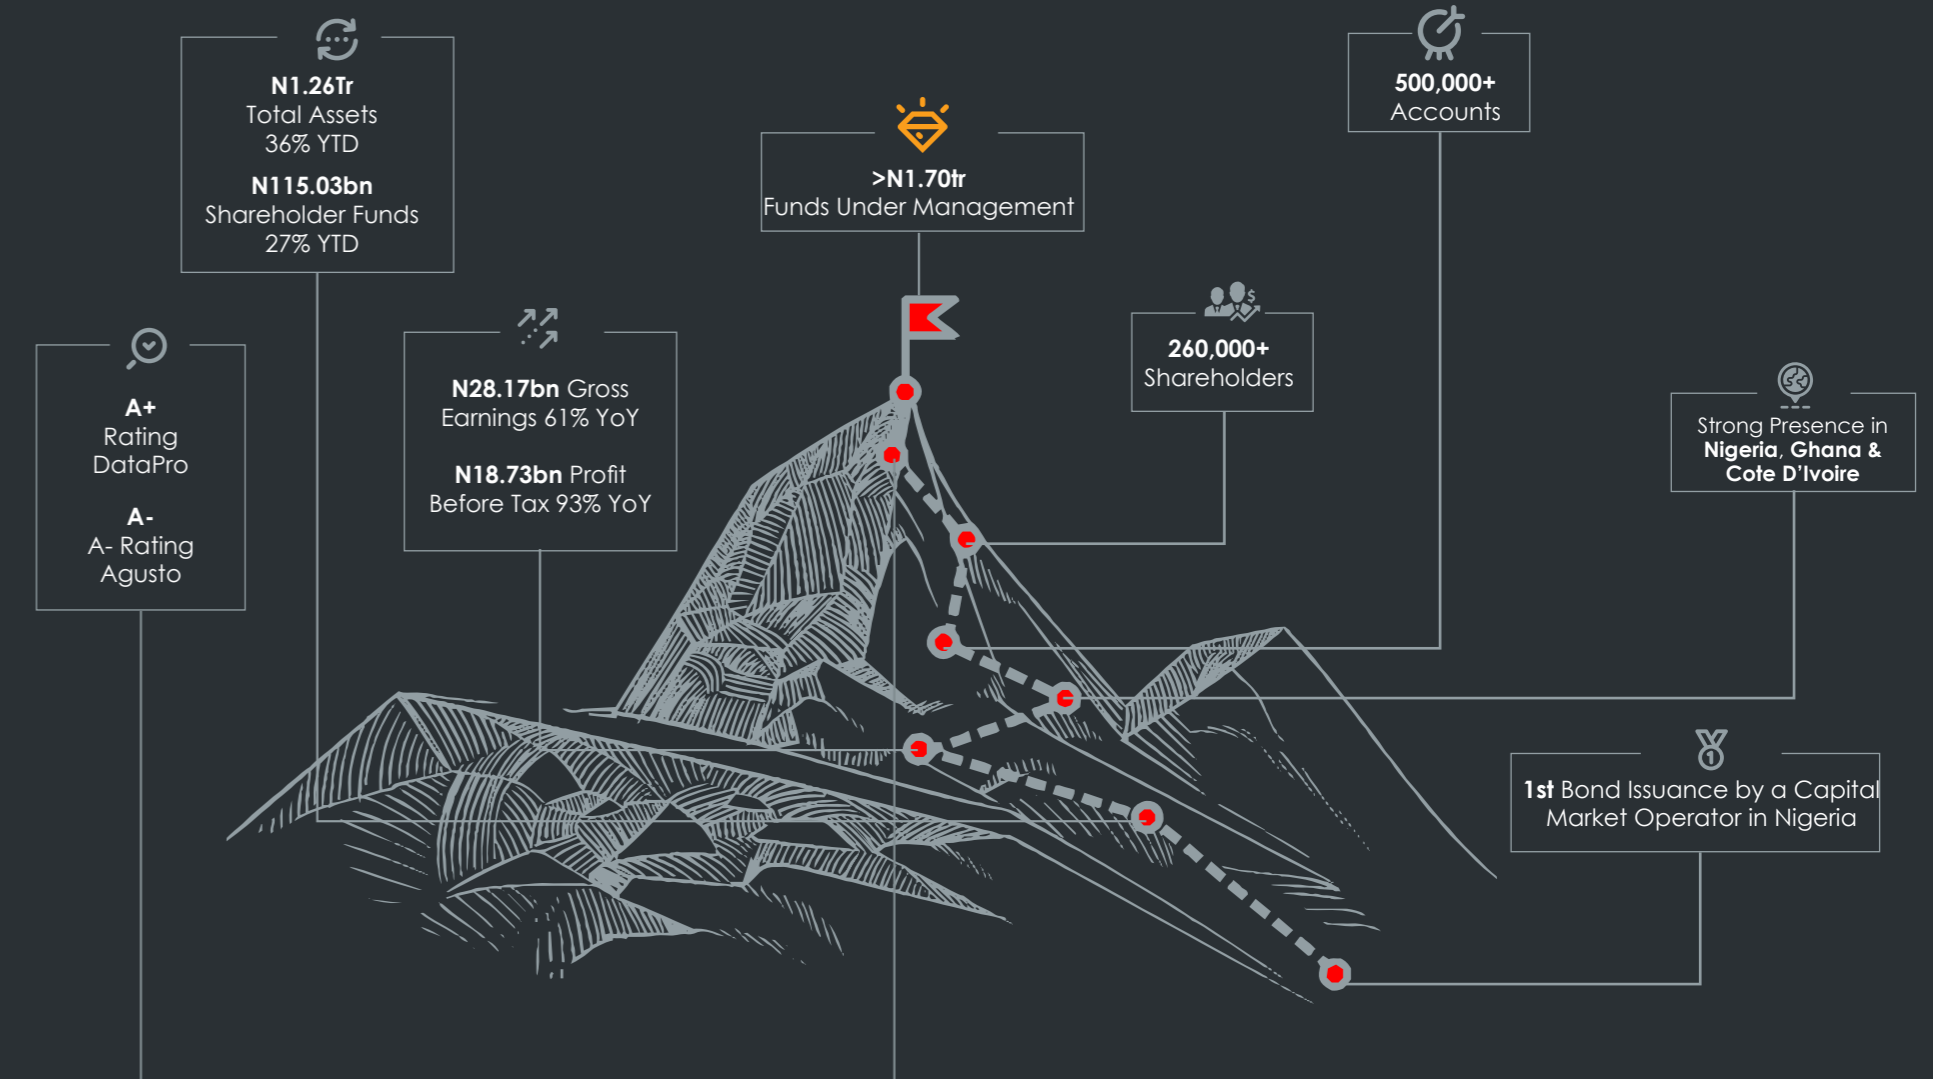 N1.26Tr
Total Assets
36% YTD
N115.03bn
Shareholder Funds
27% YTD
500,000+
Accounts
>N1.70tr
Funds Under Management
A+
Rating
DataPro
A-
A- Rating
Agusto
N28.17bn Gross
Earnings 61% YoY
N18.73bn Profit
Before Tax 93% YoY
$
260,000+
Shareholders
Strong Presence in
Nigeria, Ghana &
Cote D'Ivoire
1
1st Bond Issuance by a Capital
Market Operator in Nigeria